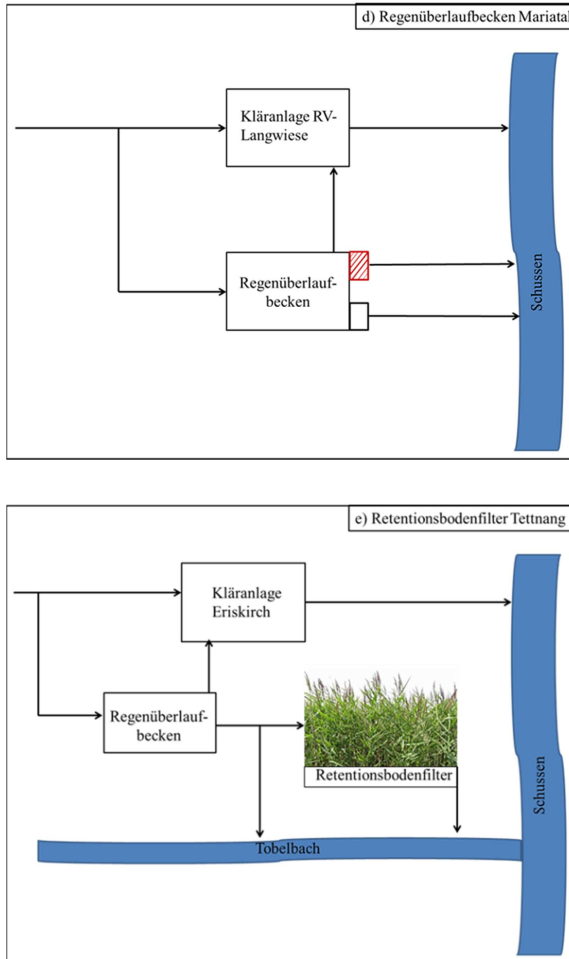 d) Regenüberlaufbecken Mariatal
Kläranlage RV-
Langwiese
Regenüberlauf-
becken
Schussen
e) Retentionsbodenfilter Tettnang
Kläranlage
Eriskirch
Regenüberlauf-
becken
Retentionsbodenfilter
Schussen
Tobelbach